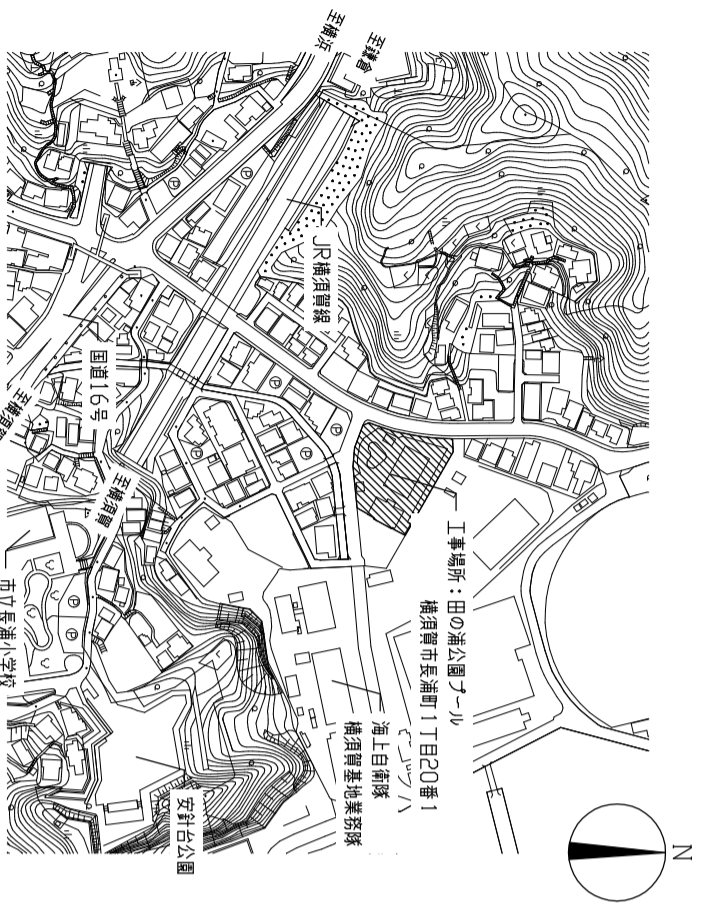 至横浜
至鎌倉
JR横須賀線
国道16号
至横須賀
工事場所：田の浦公園プール
横須賀市長浦町1丁目20番1
海上自衛隊
横須賀基地業務隊
安針台公園
市立長浦小学校
N